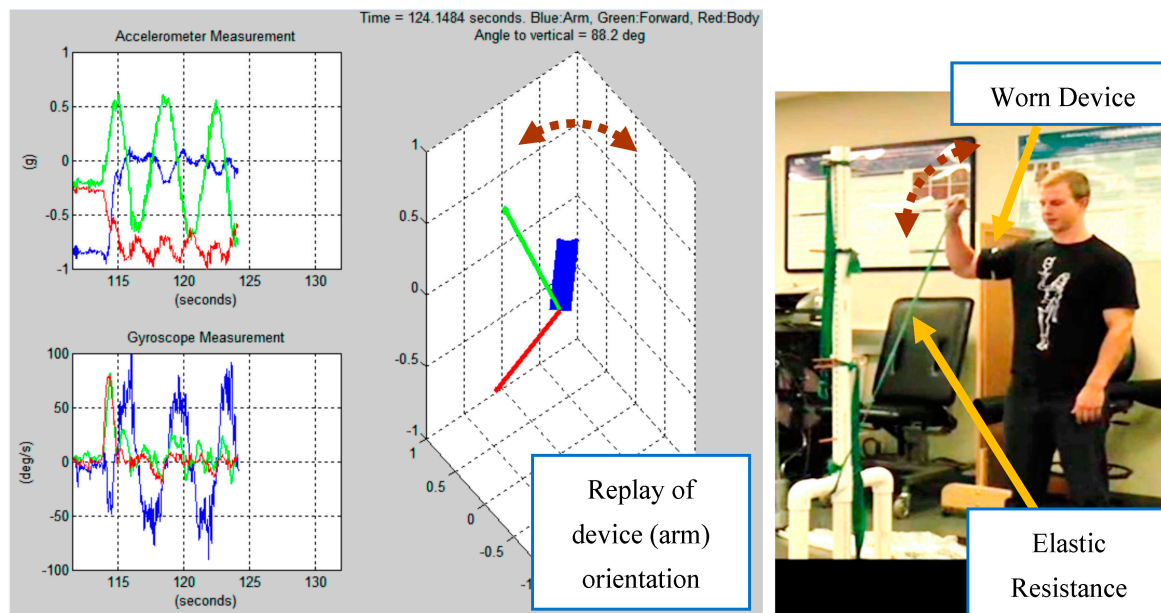 Time = 124.1484 seconds. Blue:Arm, Green:Forward, Red:Body
Angle to vertical = 88.2 deg
Accelerometer Measurement
1
0.5
0
-0.5
-1
(g)
115
120
125
130
(seconds)
Gyroscope Measurement
100
50
0
-50
-100
(deg/s)
115
120
125
130
(seconds)
1
0.5
0
-0.5
-1
1
0.5
0
-0.5
-1
Replay of
device (arm)
orientation
Worn Device
Elastic
Resistance